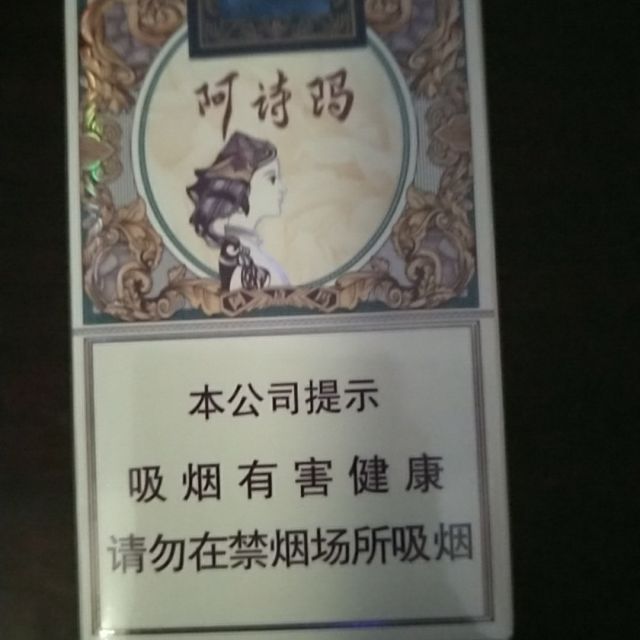 阿诗玛
本公司提示
吸烟有害健康
请勿在禁烟场所吸烟